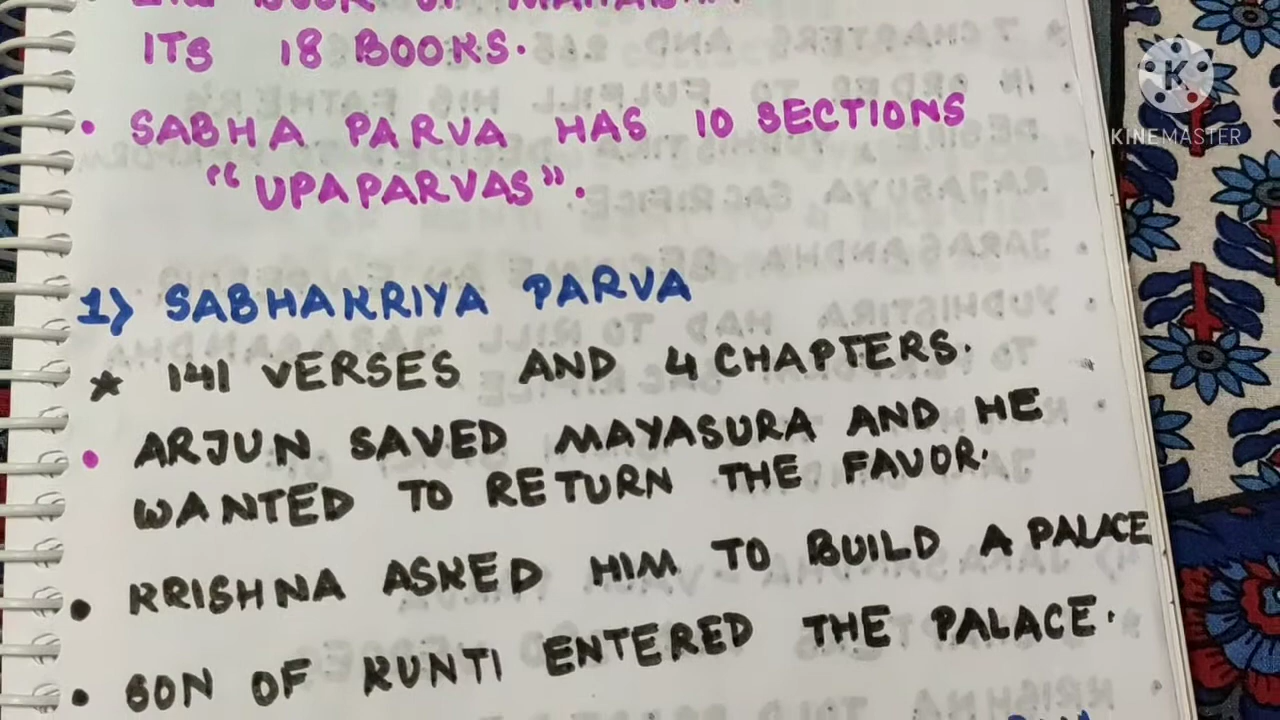 BOOK OF
ITS 18 BOOKS.
• SABHA PARVA HAS 10 SECTIONS
"UPAPARVAS".
1) SABHAKRIYA PARVA
* 141 VERSES AND 4 CHAPTERS.
• ARJUN SAVED MAYASURA AND HE
WANTED TO RETURN THE FAVOR.
• KRISHNA ASKED HIM TO BUILD A PALACE
• SON OF KUNTI ENTERED THE PALACE.
K
KINEMASTER